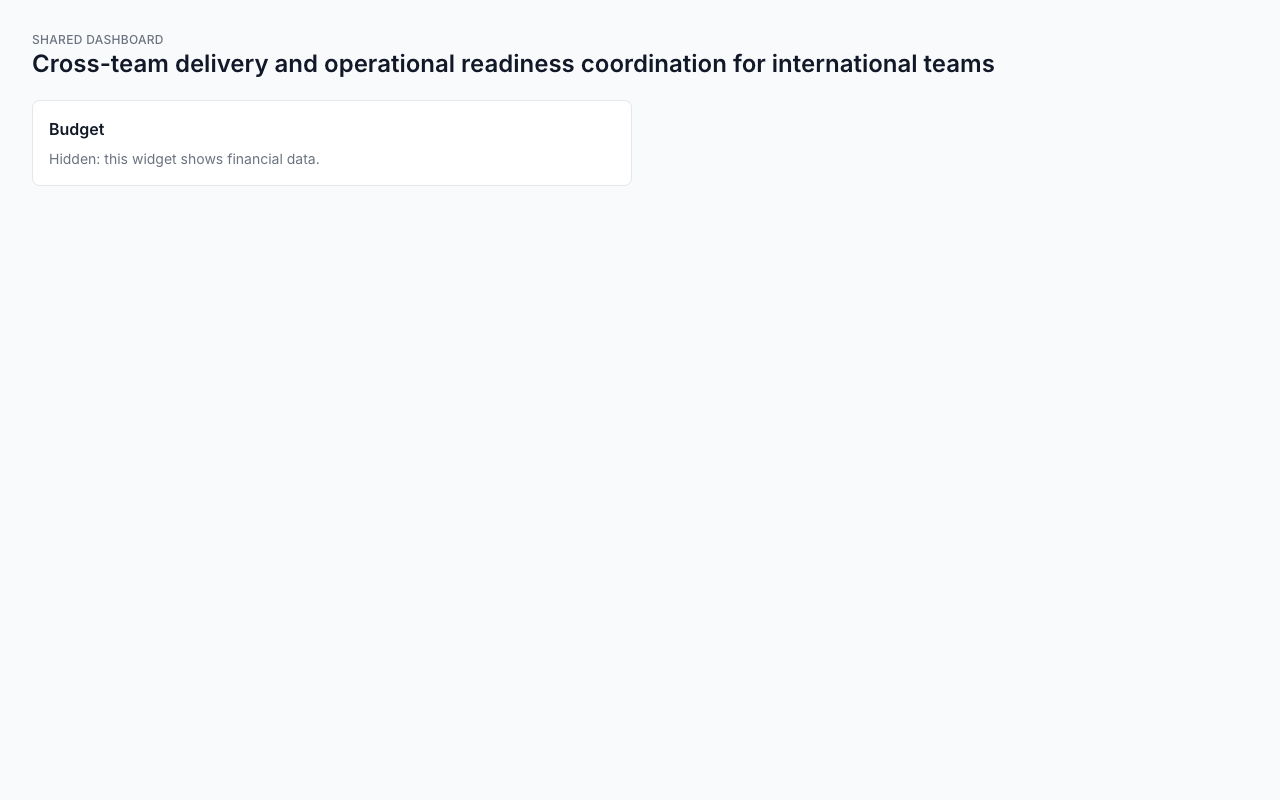 SHARED DASHBOARD
Cross-team delivery and operational readiness coordination for international teams
Budget
Hidden: this widget shows financial data.